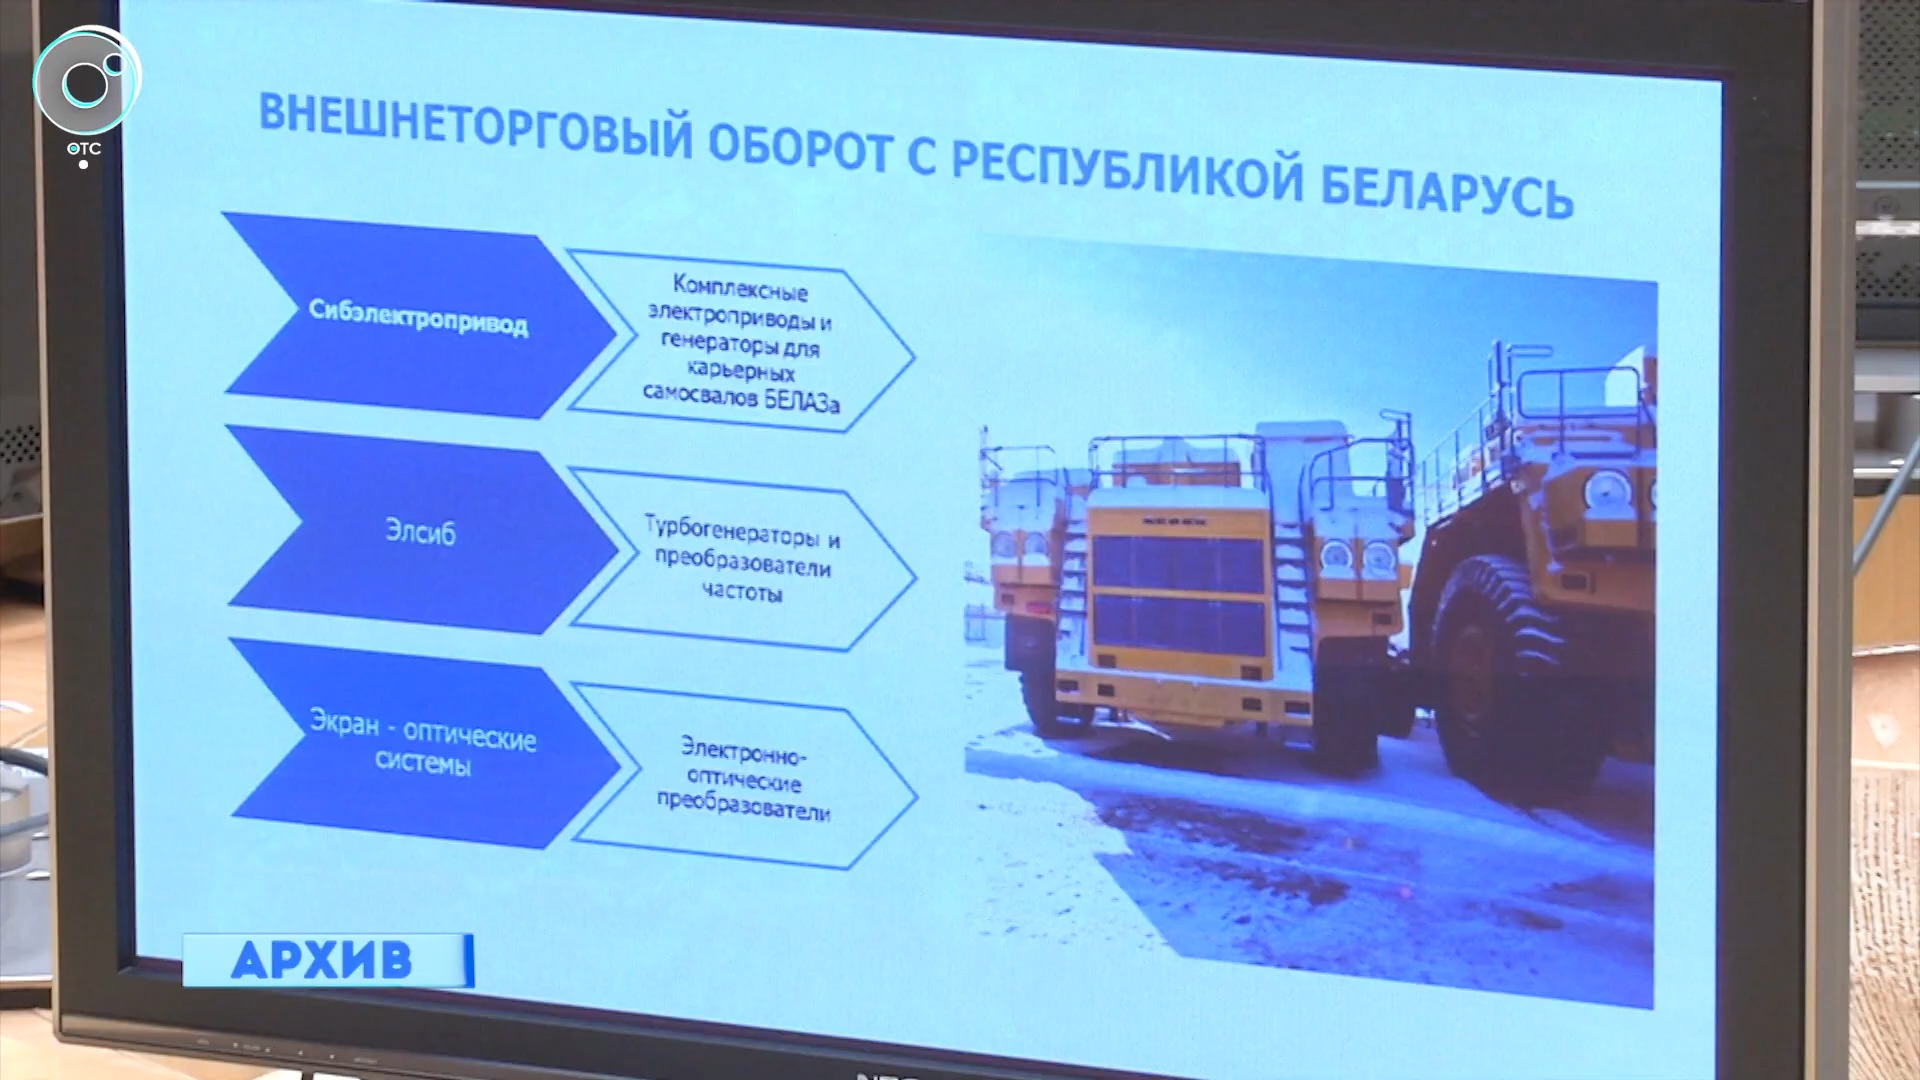 ОТС
ВНЕШНЕТОРГОВЫЙ ОБОРОТ С РЕСПУБЛИКОЙ БЕЛАРУСЬ
Сибэлектропривод
Комплексные
электроприводы и
генераторы для
карьерных
самосвалов БЕЛАЗа
Элсиб
Турбогенераторы и
преобразователи
частоты
Экран - оптические
системы
Электронно-
оптические
преобразователи
АРХИВ